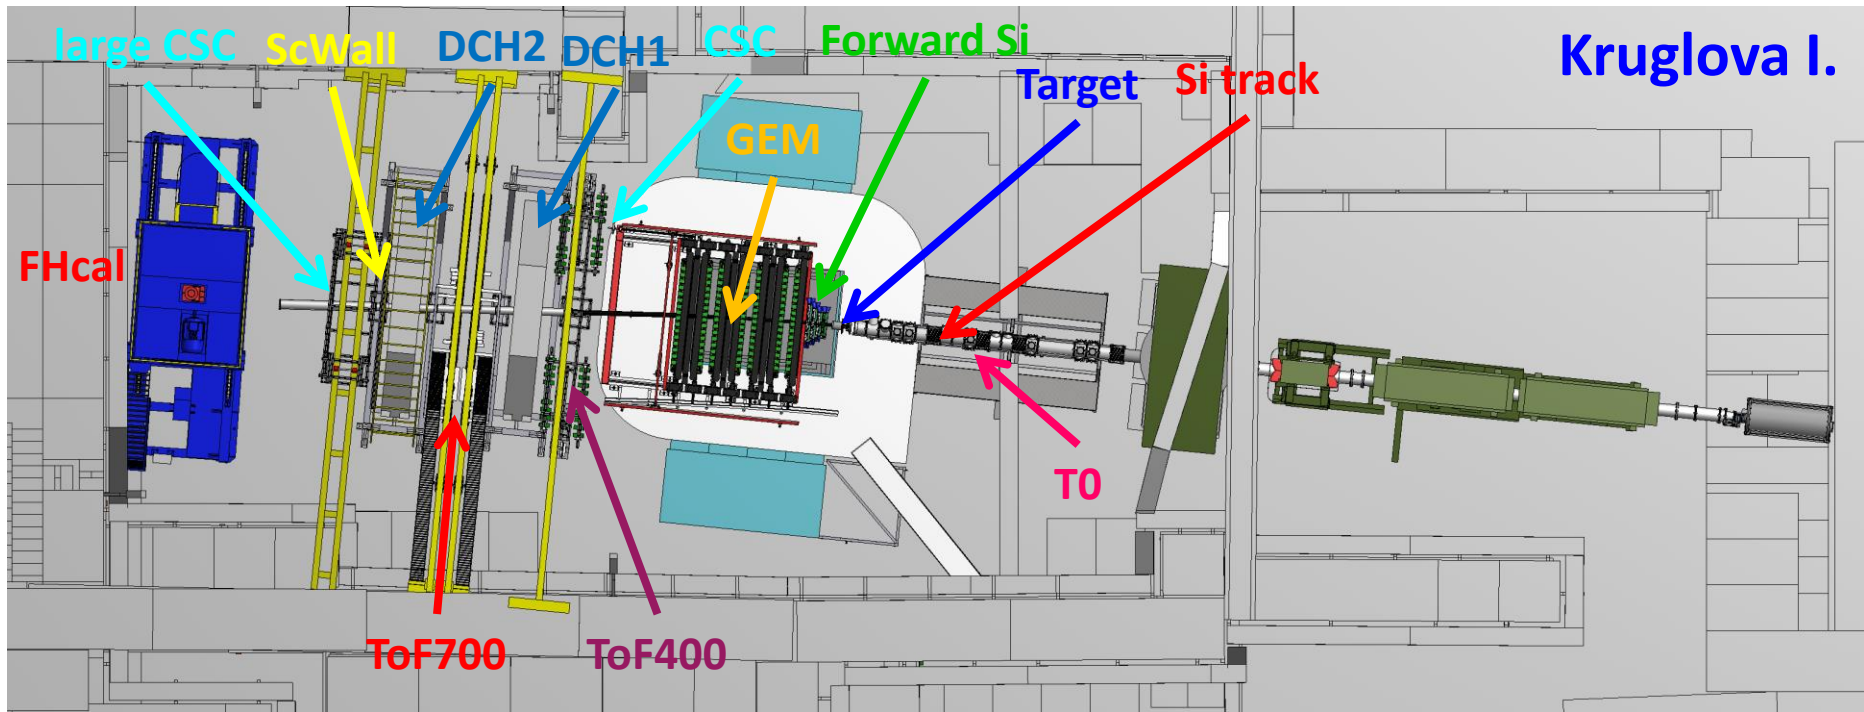 large CSC
ScWall
DCH2
DCH1
CSC
Forward Si
Target
Si track
Kruglova I.
GEM
FHcal
T0
ToF700
ToF400